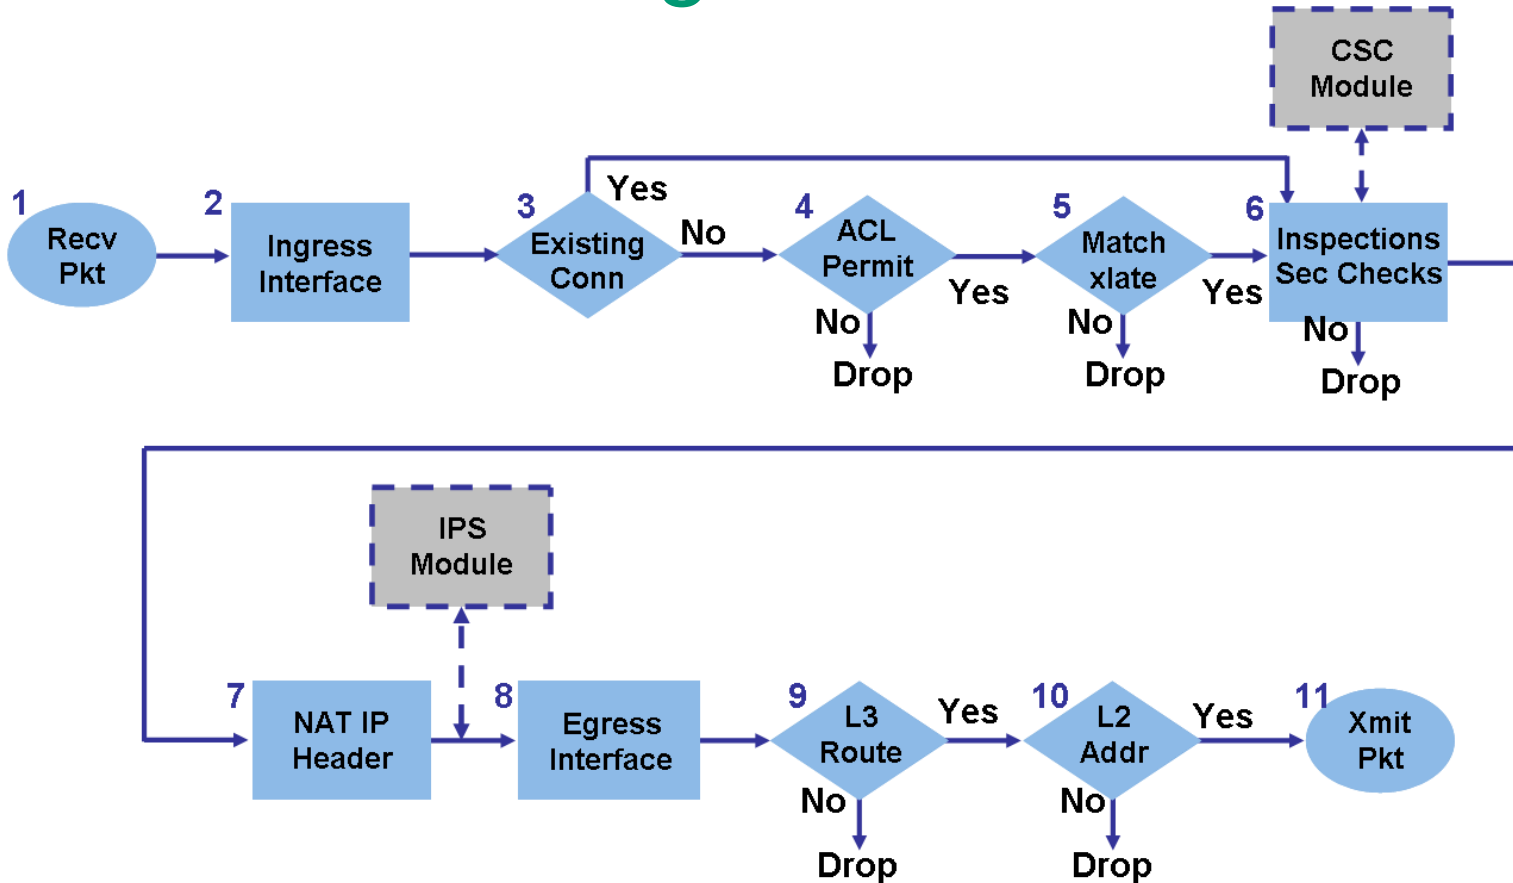 CSC
Module
1
Recv
Pkt
2
Ingress
Interface
3
Existing
Conn
Yes
No
4
ACL
Permit
Yes
No
Drop
5
Match
xlate
Yes
No
Drop
6
Inspections
Sec Checks
No
Drop
IPS
Module
7
NAT IP
Header
8
Egress
Interface
9
L3
Route
Yes
No
Drop
10
L2
Addr
Yes
No
Drop
11
Xmit
Pkt